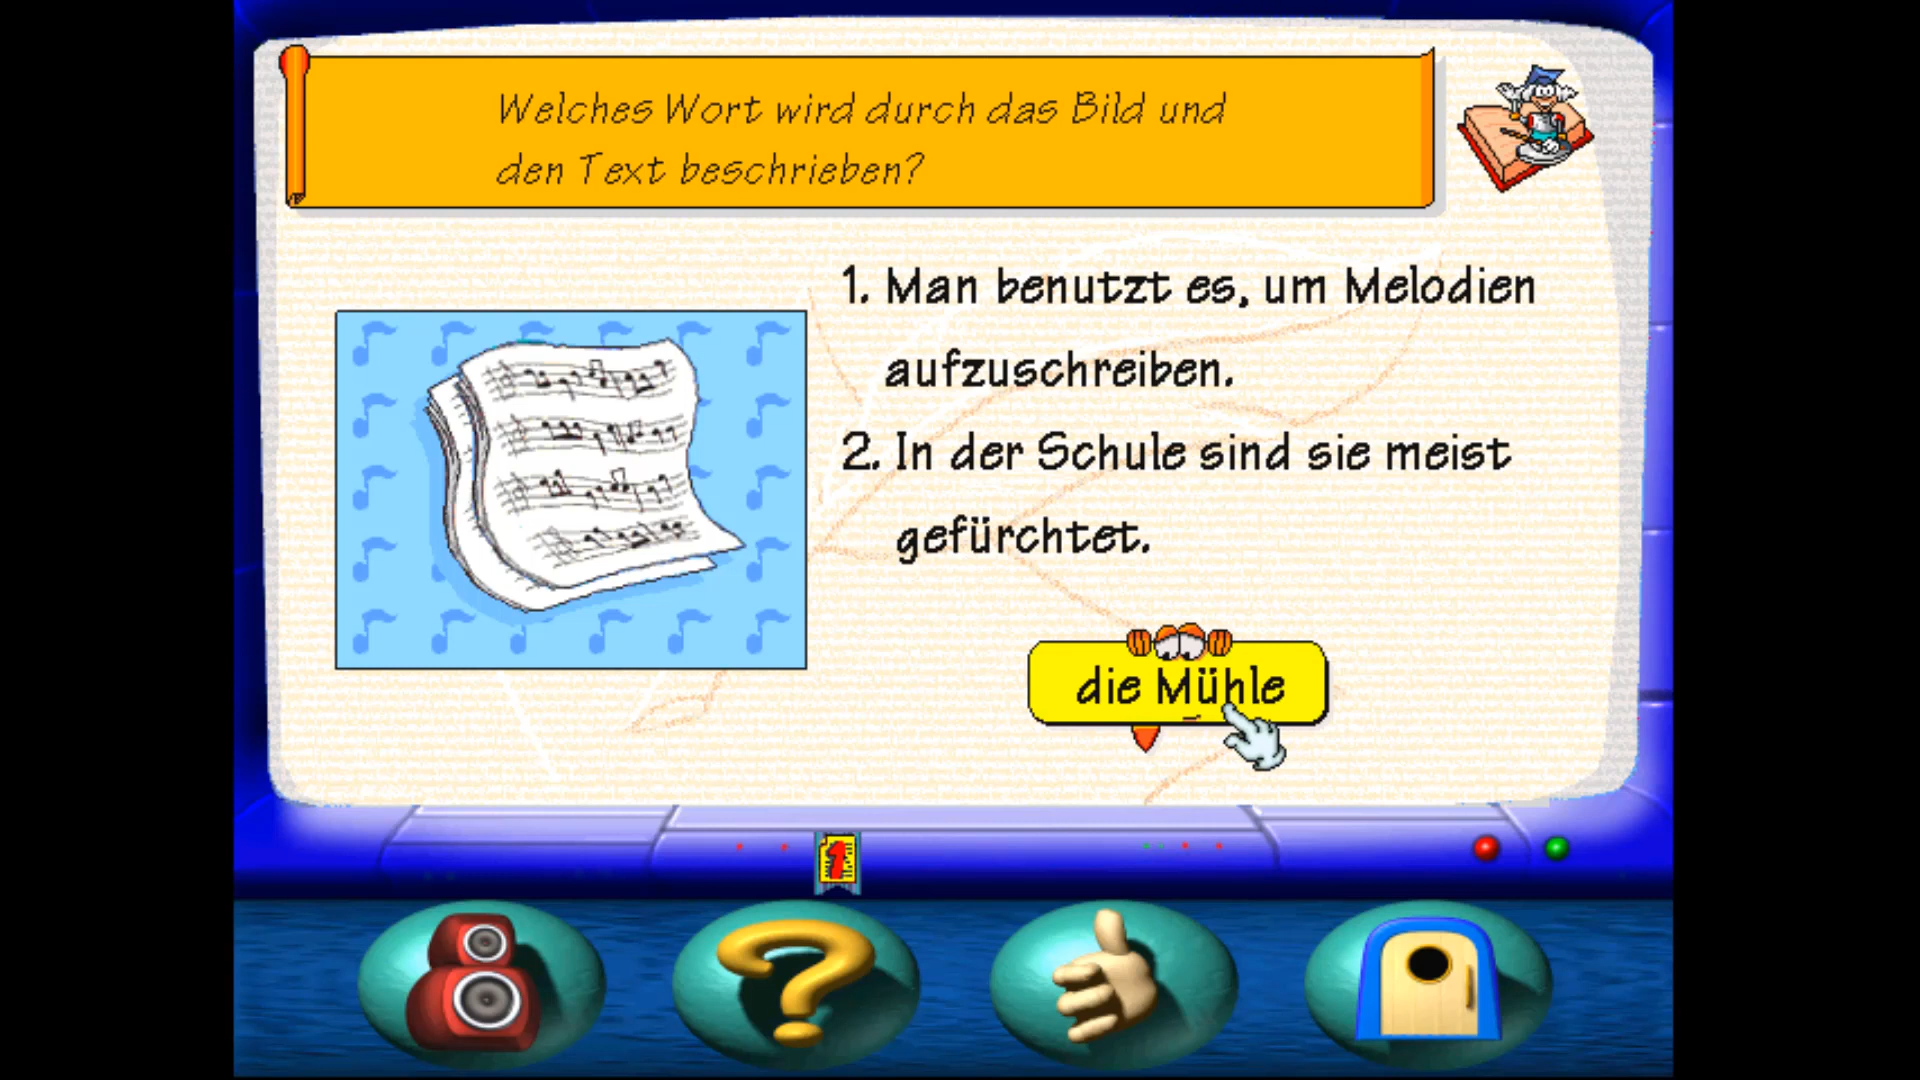 Welches Wort wird durch das Bild und
den Text beschrieben?
1. Man benutzt es, um Melodien
aufzuschreiben.
2. In der Schule sind sie meist
gefürchtet.
die Mühle
1